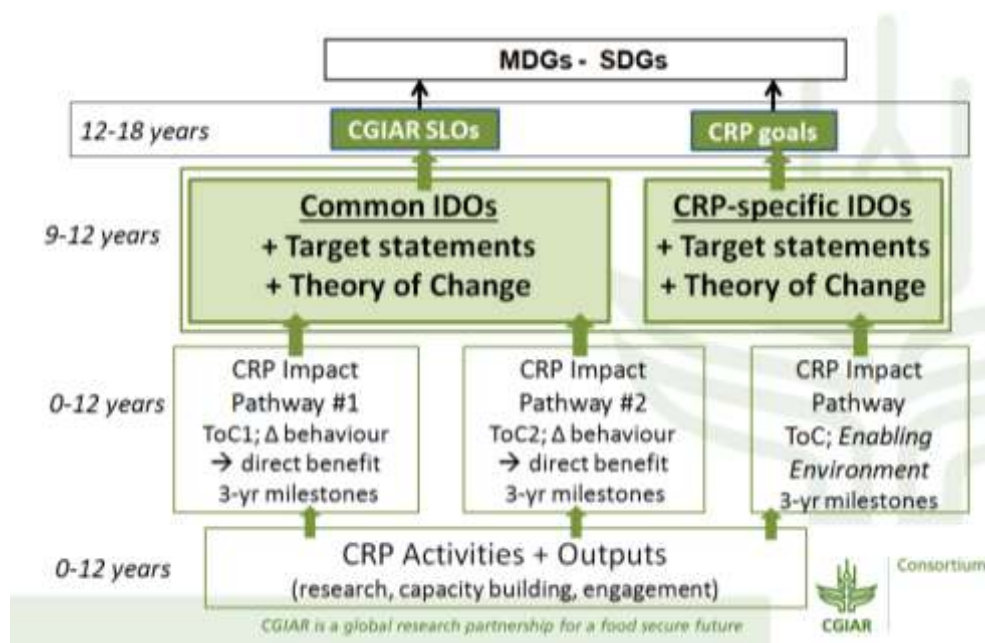 MDGs - SDGs
12-18 years
CGIAR SLOs
CRP goals
9-12 years
Common IDOs
+ Target statements
+ Theory of Change
CRP-specific IDOs
+ Target statements
+ Theory of Change
0-12 years
CRP Impact
Pathway #1
ToC1; Δ behaviour
→ direct benefit
3-yr milestones
CRP Impact
Pathway #2
ToC2; Δ behaviour
→ direct benefit
3-yr milestones
CRP Impact
Pathway
ToC; Enabling
Environment
3-yr milestones
0-12 years
CRP Activities + Outputs
(research, capacity building, engagement)
Consortium
CGIAR
CGIAR is a global research partnership for a food secure future